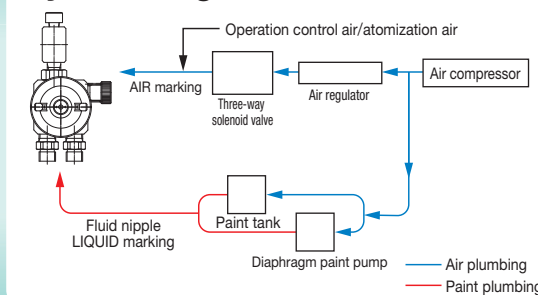 Operation control air/atomization air
Air compressor
AIR marking
Three-way
solenoid valve
Air regulator
Fluid nipple
LIQUID marking
Paint tank
Diaphragm paint pump
Air plumbing
Paint plumbing